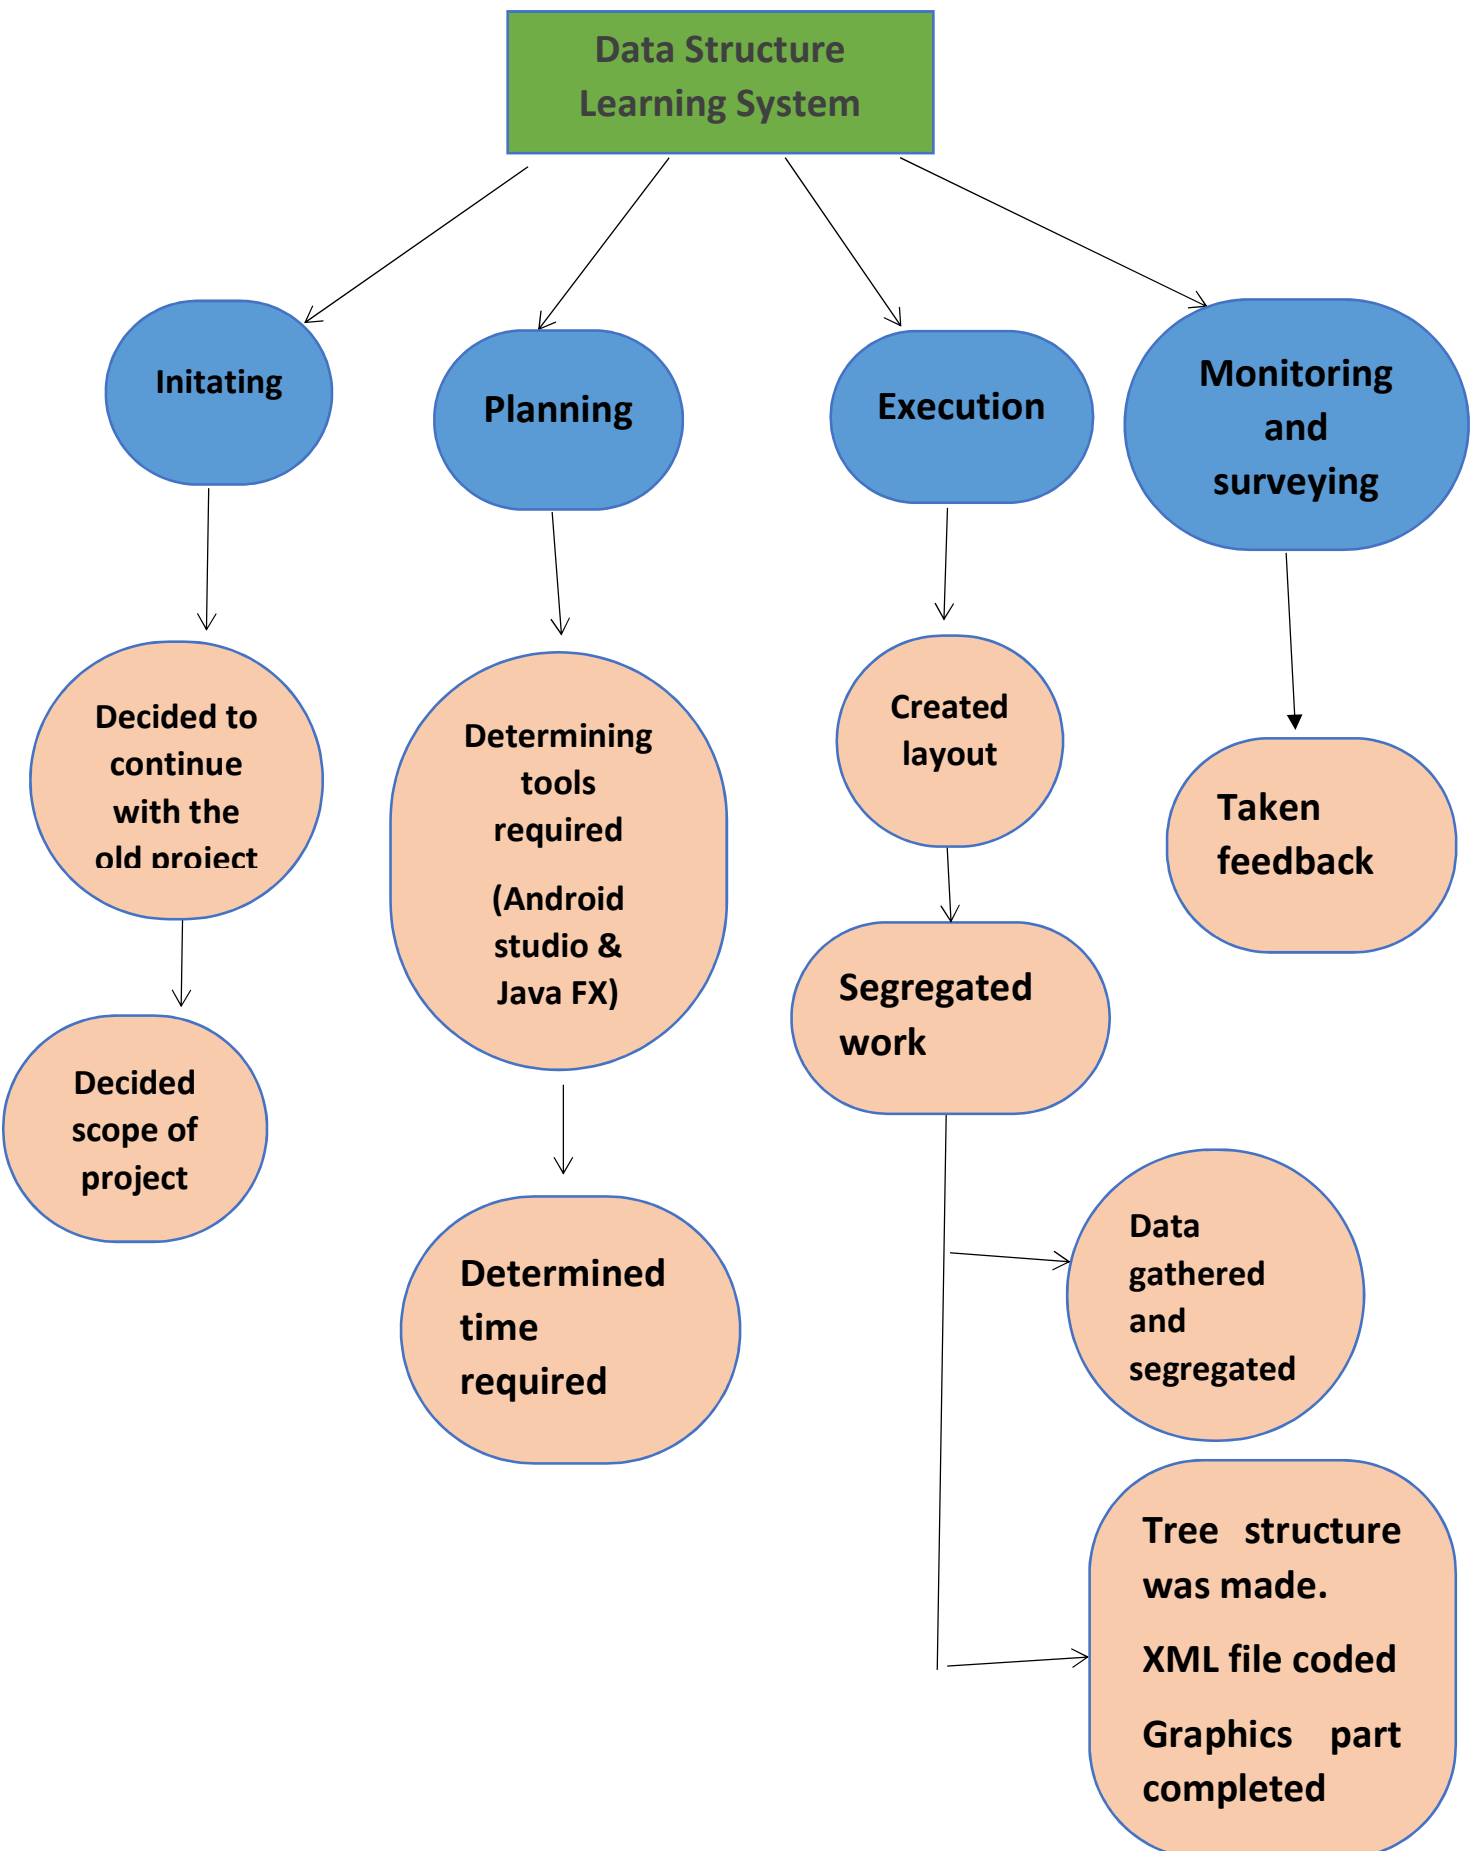 Data Structure
Learning System
Initating
Planning
Execution
Monitoring
and
surveying
Decided to
continue
with the
old project
Determining
tools
required
(Android
studio &
Java FX)
Created
layout
Taken
feedback
Segregated
work
Decided
scope of
project
Determined
time
required
Data
gathered
and
segregated
Tree structure
was made.
XML file coded
Graphics part
completed